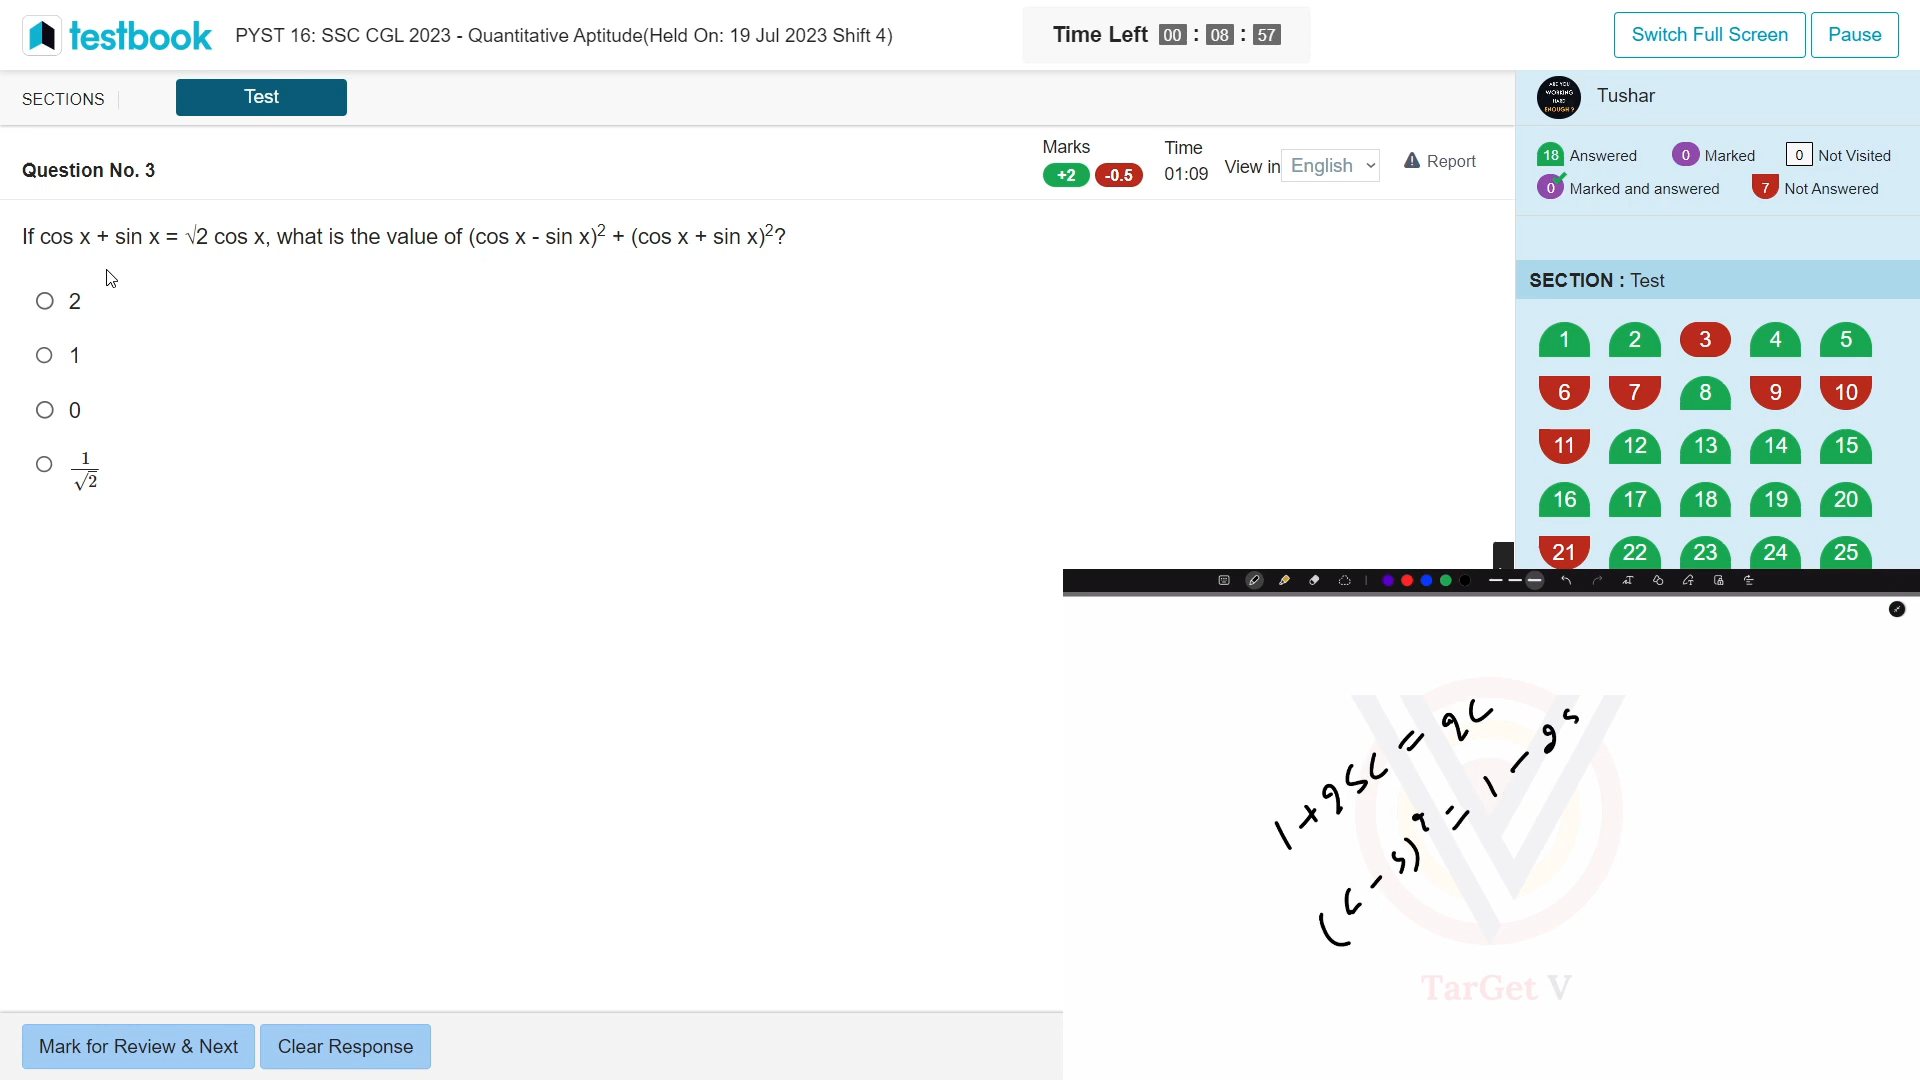 testbook
PYST 16: SSC CGL 2023 - Quantitative Aptitude(Held On: 19 Jul 2023 Shift 4)
Time Left 00 : 08 : 57
Switch Full Screen
Pause
SECTIONS
Test
ARE YOU
WORKING
HARD
ENOUGH ?
Tushar
Question No. 3
Marks
+2 -0.5
Time
01:09
View in English
Report
18 Answered
0 Marked
0 Not Visited
0 Marked and answered
7 Not Answered
If cos x + sin x = √2 cos x, what is the value of (cos x - sin x)² + (cos x + sin x)²?
2
1
0
1/√2
SECTION : Test
1 2 3 4 5
6 7 8 9 10
11 12 13 14 15
16 17 18 19 20
21 22 23 24 25
1+2sc = 2c
(c-s)² = 1-2s
TarGet V
Mark for Review & Next
Clear Response